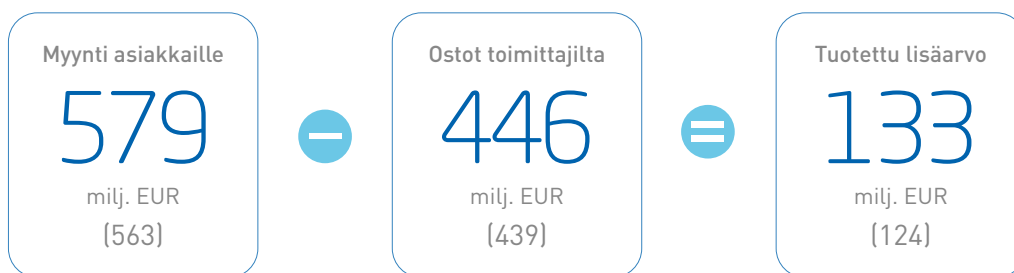 Myynti asiakkaille
579
milj. EUR
(563)
−
Ostot toimittajilta
446
milj. EUR
(439)
=
Tuotettu lisäarvo
133
milj. EUR
(124)